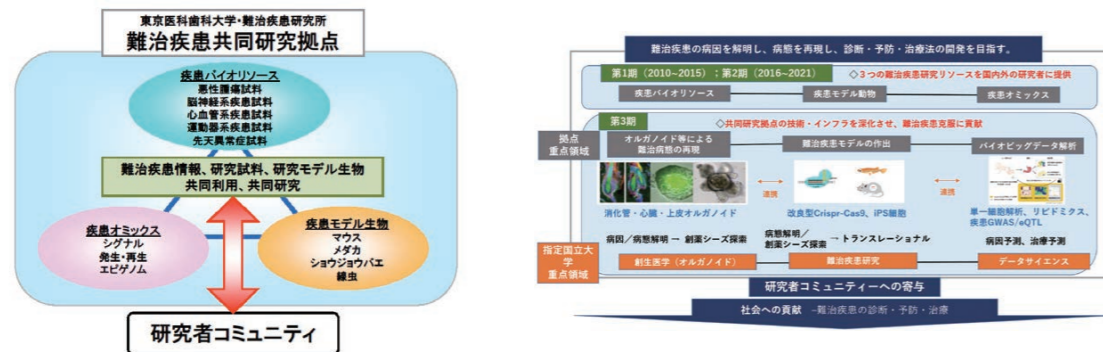 東京医科歯科大学・難治疾患研究所
難治疾患共同研究拠点
疾患バイオリソース
悪性腫瘍試料
脳神経系疾患試料
心血管系疾患試料
運動器系疾患試料
先天異常症試料
難治疾患情報、研究試料、研究モデル生物
共同利用、共同研究
疾患オミックス
シグナル
発生・再生
エピゲノム
疾患モデル生物
マウス
メダカ
ショウジョウバエ
線虫
研究者コミュニティ
難治疾患の病因を解明し、病態を再現し、診断・予防・治療法の開発を目指す。
第1期（2010~2015）：第2期（2016~2021）
◇３つの難治疾患研究リソースを国内外の研究者に提供
疾患バイオリソース
疾患モデル動物
疾患オミックス
第3期
◇共同研究拠点の技術・インフラを深化させ、難治疾患克服に貢献
拠点
重点領域
オルガノイド等による
難治病態の再現
難治疾患モデルの作出
バイオビッグデータ解析
連携
連携
消化管・心臓・上皮オルガノイド
改良型Crispr-Cas9、iPS細胞
単一細胞解析、リピドミクス、
疾患GWAS/eQTL
病因／病態解明 → 創薬シーズ探索
病態解明／
創薬シーズ探索 → トランスレーショナル
病因予測、治療予測
指定国立大
学
重点領域
創生医学（オルガノイド）
難治疾患研究
データサイエンス
研究者コミュニティーへの寄与
社会への貢献 –難治疾患の診断・予防・治療